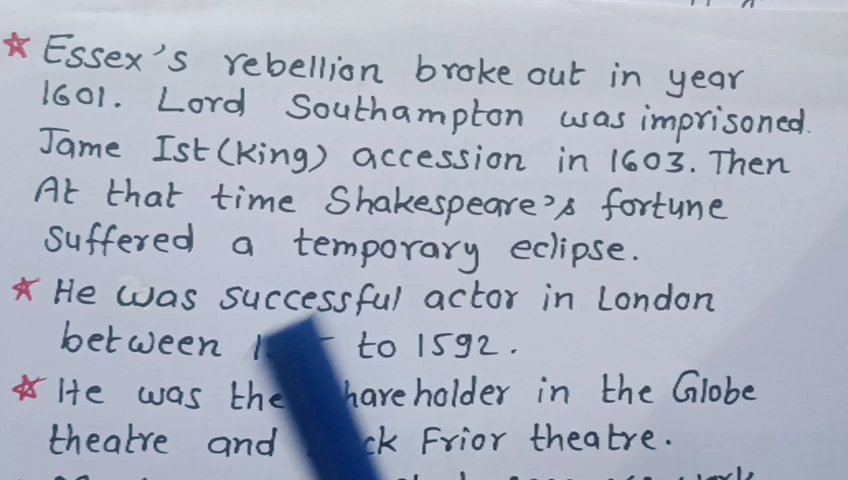 Essex's rebellion broke out in year
1601. Lord Southampton was imprisoned.
Jame Ist (King) accession in 1603. Then
At that time Shakespeare's fortune
suffered a temporary eclipse.
He was successful actor in London
between to 1592.
He was the shareholder in the Globe
theatre and Frior theatre.